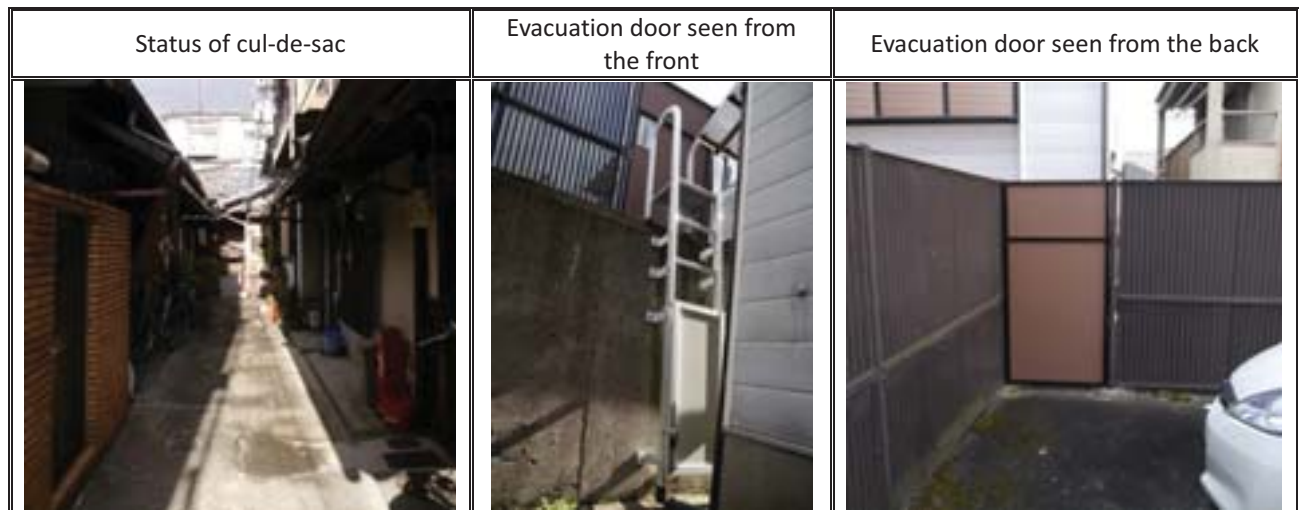 Status of cul-de-sac
Evacuation door seen from
the front
Evacuation door seen from the back